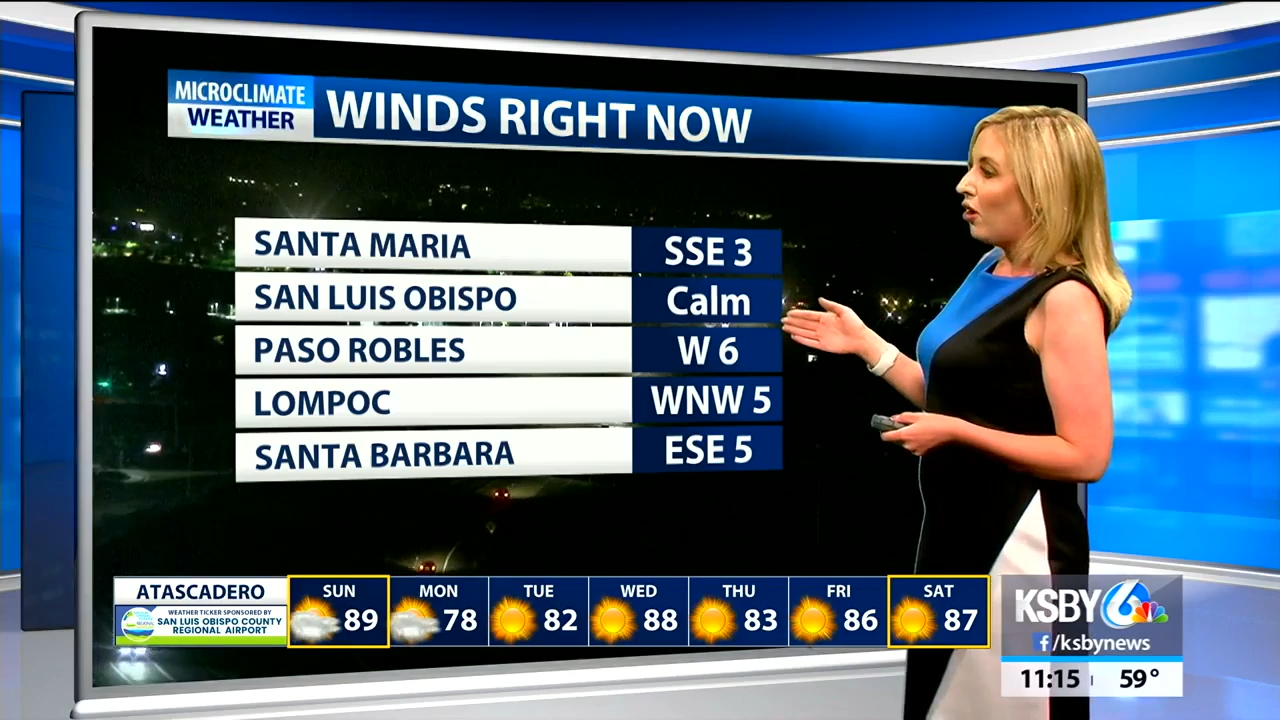 MICROCLIMATE
WEATHER
WINDS RIGHT NOW
SANTA MARIA SSE 3
SAN LUIS OBISPO Calm
PASO ROBLES W 6
LOMPOC WNW 5
SANTA BARBARA ESE 5
ATASCADERO
WEATHER TICKER SPONSORED BY
SAN LUIS OBISPO COUNTY
REGIONAL AIRPORT
SUN MON TUE WED THU FRI SAT
89 78 82 88 83 86 87
KSBY 6
f/ksbynews
11:15 59°